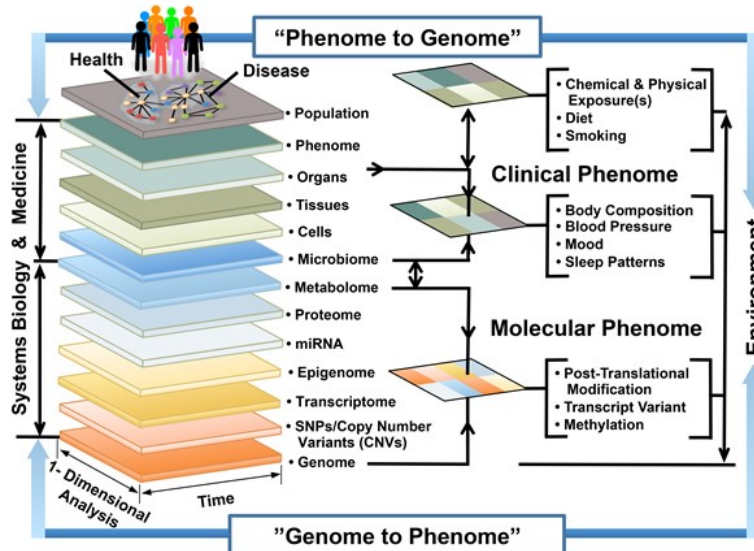 “Phenome to Genome”
Health
Disease
• Population
• Phenome
• Organs
• Tissues
• Cells
• Microbiome
• Metabolome
• Proteome
• miRNA
• Epigenome
• Transcriptome
• SNPs/Copy Number
Variants (CNVs)
• Genome
Systems Biology & Medicine
1- Dimensional
Analysis
Time
• Chemical & Physical
Exposure(s)
• Diet
• Smoking
Clinical Phenome
• Body Composition
• Blood Pressure
• Mood
• Sleep Patterns
Molecular Phenome
• Post-Translational
Modification
• Transcript Variant
• Methylation
Environment
”Genome to Phenome”